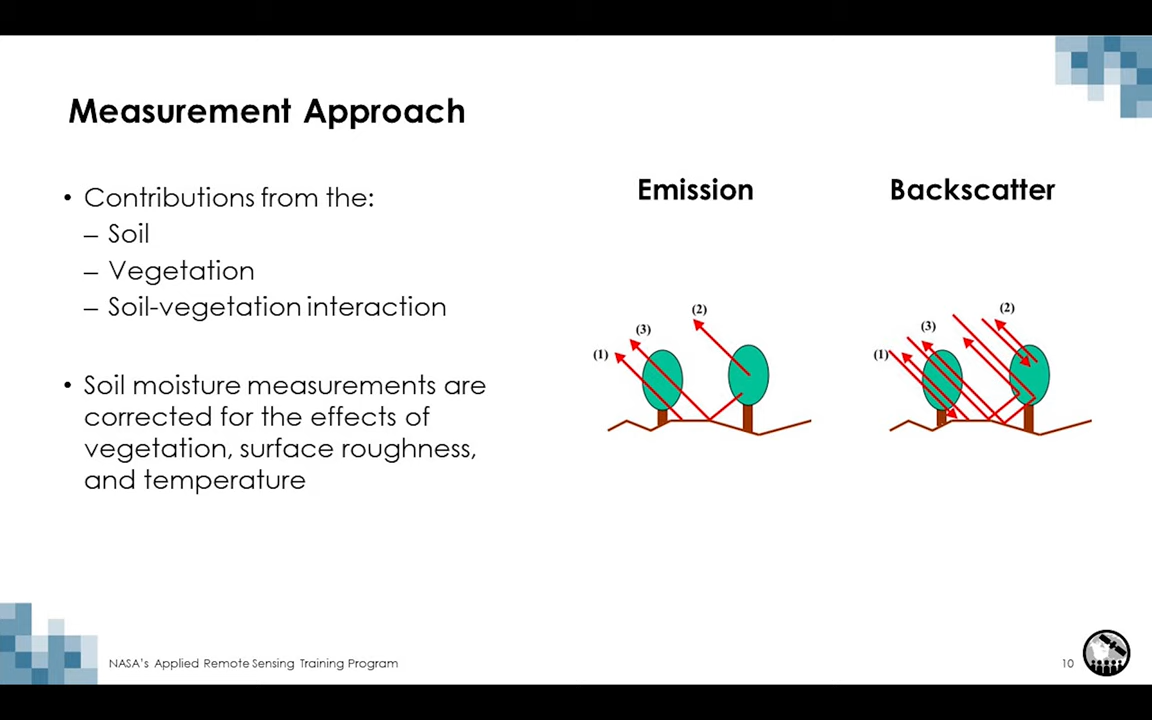 Measurement Approach
• Contributions from the:
– Soil
– Vegetation
– Soil-vegetation interaction
• Soil moisture measurements are
corrected for the effects of
vegetation, surface roughness,
and temperature
Emission
(1)
(3)
(2)
Backscatter
(1)
(3)
(2)
NASA's Applied Remote Sensing Training Program
10